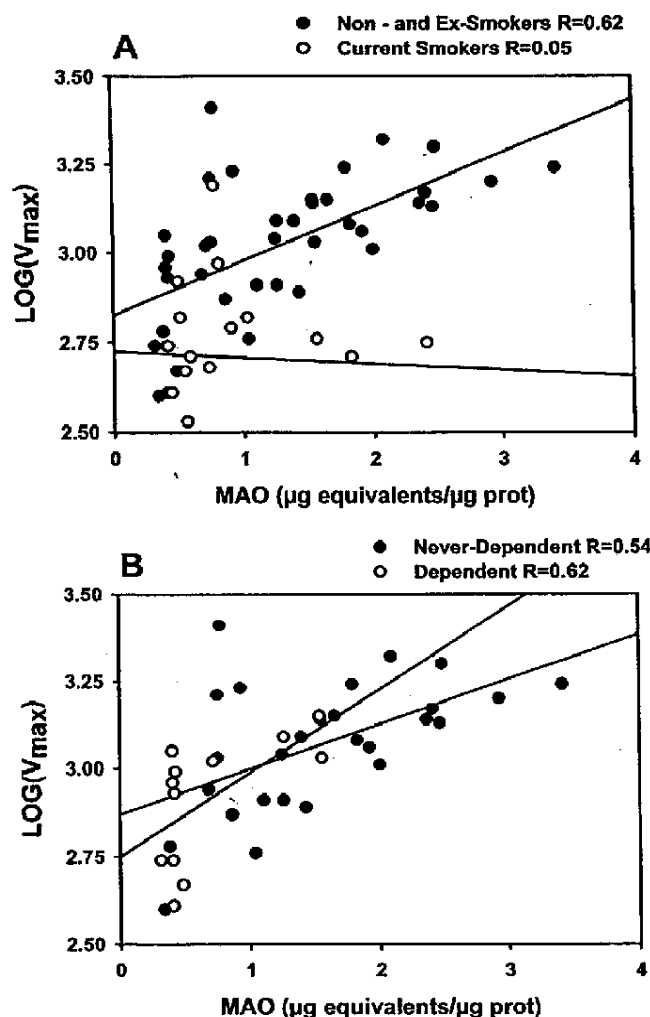 A
Non - and Ex-Smokers R=0.62
Current Smokers R=0.05
3.50
3.25
3.00
2.75
2.50
LOG(Vmax)
0 1 2 3 4
MAO (µg equivalents/µg prot)
B
Never-Dependent R=0.54
Dependent R=0.62
3.50
3.25
3.00
2.75
2.50
LOG(Vmax)
0 1 2 3 4
MAO (µg equivalents/µg prot)